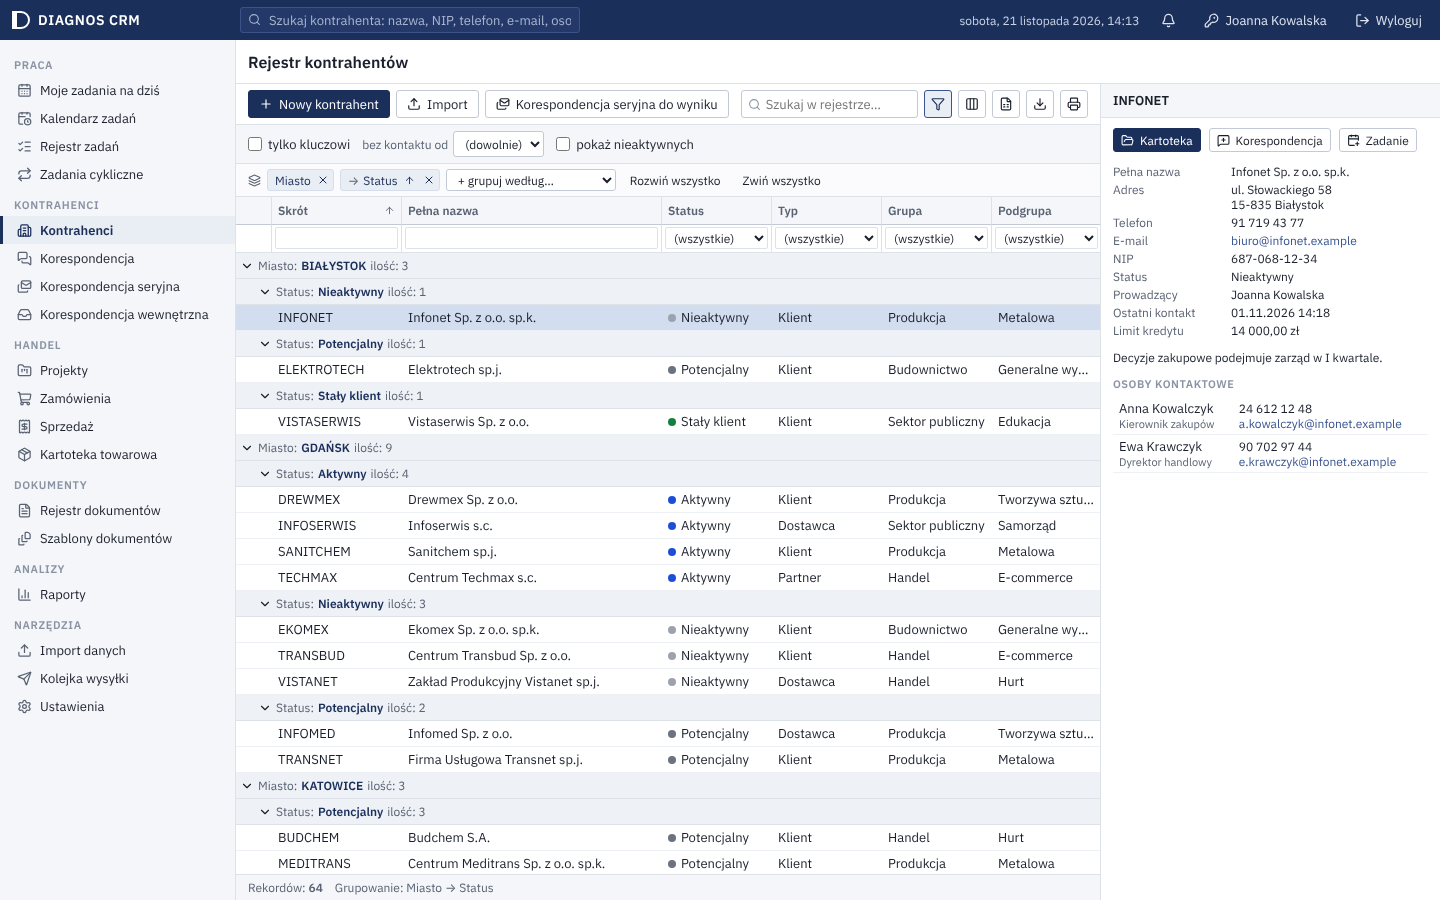 DIAGNOS CRM
Szukaj kontrahenta: nazwa, NIP, telefon, e-mail, oso
sobota, 21 listopada 2026, 14:13
Joanna Kowalska
Wyloguj
PRACA
Moje zadania na dziś
Kalendarz zadań
Rejestr zadań
Zadania cykliczne
KONTRAHENCI
Kontrahenci
Korespondencja
Korespondencja seryjna
Korespondencja wewnętrzna
HANDEL
Projekty
Zamówienia
Sprzedaż
Kartoteka towarowa
DOKUMENTY
Rejestr dokumentów
Szablony dokumentów
ANALIZY
Raporty
NARZĘDZIA
Import danych
Kolejka wysyłki
Ustawienia
Rejestr kontrahentów
Nowy kontrahent
Import
Korespondencja seryjna do wyniku
Szukaj w rejestrze...
tylko kluczowi
bez kontaktu od
(dowolnie)
pokaż nieaktywnych
Miasto ×
→ Status ↑ ×
+ grupuj według...
Rozwiń wszystko
Zwiń wszystko
Skrót ↑ Pełna nazwa Status Typ Grupa Podgrupa
(wszystkie) (wszystkie) (wszystkie) (wszystkie)
Miasto: BIAŁYSTOK ilość: 3
Status: Nieaktywny ilość: 1
INFONET Infonet Sp. z o.o. sp.k. Nieaktywny Klient Produkcja Metalowa
Status: Potencjalny ilość: 1
ELEKTROTECH Elektrotech sp.j. Potencjalny Klient Budownictwo Generalne wy...
Status: Stały klient ilość: 1
VISTASERWIS Vistaserwis Sp. z o.o. Stały klient Klient Sektor publiczny Edukacja
Miasto: GDAŃSK ilość: 9
Status: Aktywny ilość: 4
DREWMEX Drewmex Sp. z o.o. Aktywny Klient Produkcja Tworzywa sztu...
INFOSERWIS Infoserwis s.c. Aktywny Dostawca Sektor publiczny Samorząd
SANITCHEM Sanitchem sp.j. Aktywny Klient Produkcja Metalowa
TECHMAX Centrum Techmax s.c. Aktywny Partner Handel E-commerce
Status: Nieaktywny ilość: 3
EKOMEX Ekomex Sp. z o.o. sp.k. Nieaktywny Klient Budownictwo Generalne wy...
TRANSBUD Centrum Transbud Sp. z o.o. Nieaktywny Klient Handel E-commerce
VISTANET Zakład Produkcyjny Vistanet sp.j. Nieaktywny Dostawca Handel Hurt
Status: Potencjalny ilość: 2
INFOMED Infomed Sp. z o.o. Potencjalny Dostawca Produkcja Tworzywa sztu...
TRANSNET Firma Usługowa Transnet sp.j. Potencjalny Klient Produkcja Metalowa
Miasto: KATOWICE ilość: 3
Status: Potencjalny ilość: 3
BUDCHEM Budchem S.A. Potencjalny Klient Handel Hurt
MEDITRANS Centrum Meditrans Sp. z o.o. sp.k. Potencjalny Klient Produkcja Metalowa
Rekordów: 64 Grupowanie: Miasto → Status
INFONET
Kartoteka
Korespondencja
Zadanie
Pełna nazwa Infonet Sp. z o.o. sp.k.
Adres ul. Słowackiego 58
15-835 Białystok
Telefon 91 719 43 77
E-mail biuro@infonet.example
NIP 687-068-12-34
Status Nieaktywny
Prowadzący Joanna Kowalska
Ostatni kontakt 01.11.2026 14:18
Limit kredytu 14 000,00 zł
Decyzje zakupowe podejmuje zarząd w I kwartale.
OSOBY KONTAKTOWE
Anna Kowalczyk 24 612 12 48
Kierownik zakupów a.kowalczyk@infonet.example
Ewa Krawczyk 90 702 97 44
Dyrektor handlowy e.krawczyk@infonet.example